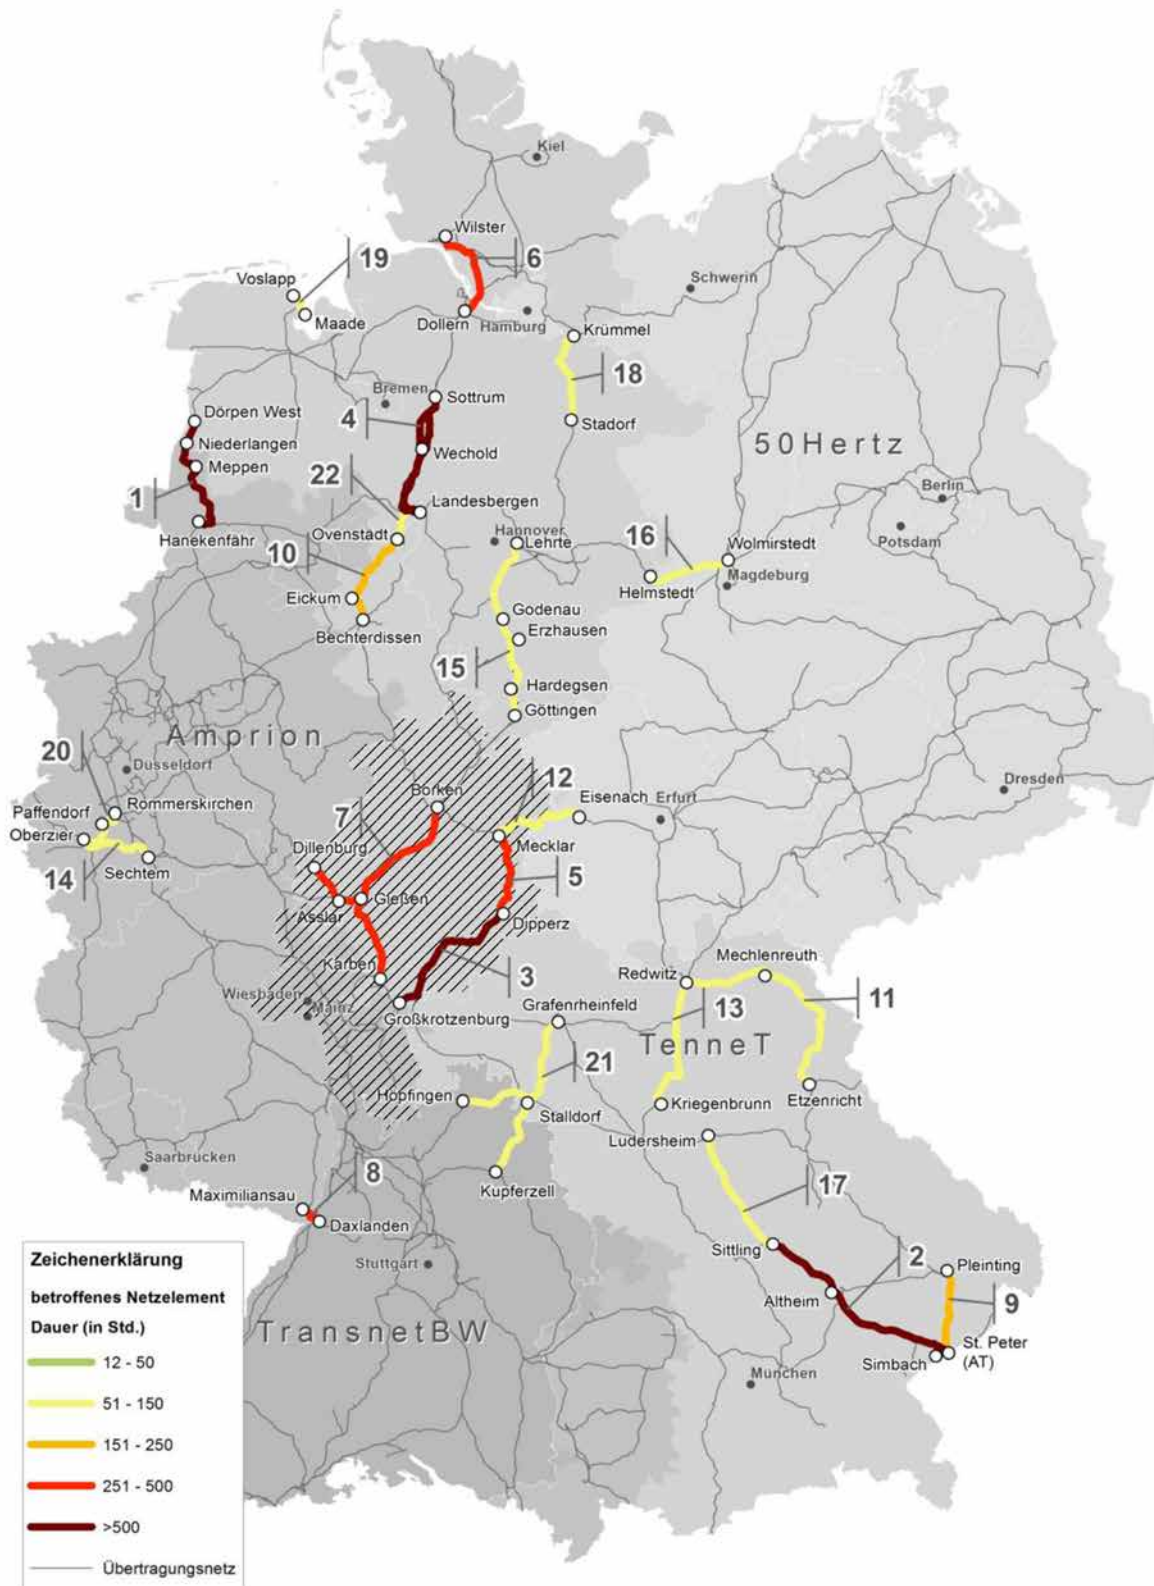 Kiel
Wilster
6
19
Voslapp
Schwerin
Maade
Dollern
Hamburg
Krümmel
18
Bremen
Sottrum
Dörpen West
4
Stadorf
Niederlangen
50Hertz
Wechold
Meppen
22
Berlin
1
Landesbergen
Hanekenfähr
Ovenstädt
Hannover
Lehrte
16
Wolmirstedt
Potsdam
10
Magdeburg
Helmstedt
Eickum
Godenau
Bechterdissen
Erzhausen
15
Hardegsen
Göttingen
Amprion
20
Düsseldorf
12
Dresden
Borken
Eisenach
Erfurt
Rommerskirchen
Paffendorf
7
Oberzier
Dillenburg
Mecklar
Sechtem
14
5
Gießen
Asslar
Dipperz
Mechlenreuth
Karben
3
Redwitz
Wiesbaden
Mainz
Großkrotzenburg
Grafenrheinfeld
13
11
TenneT
21
Höpfingen
Stalldorf
Kriegenbrunn
Etzenricht
Ludersheim
Saarbrücken
8
Kupferzell
17
Maximiliansau
Daxlanden
Sittling
2
Pleinting
Stuttgart
Altheim
9
TransnetBW
St. Peter
(AT)
Simbach
München
Zeichenerklärung
betroffenes Netzelement
Dauer (in Std.)
12 - 50
51 - 150
151 - 250
251 - 500
>500
Übertragungsnetz